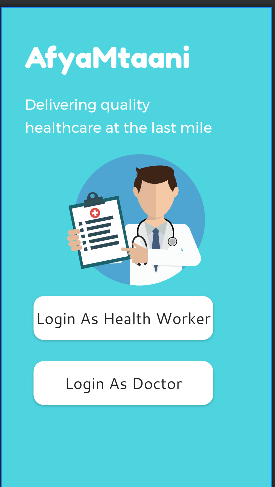 AfyaMtaani
Delivering quality
healthcare at the last mile
Login As Health Worker
Login As Doctor